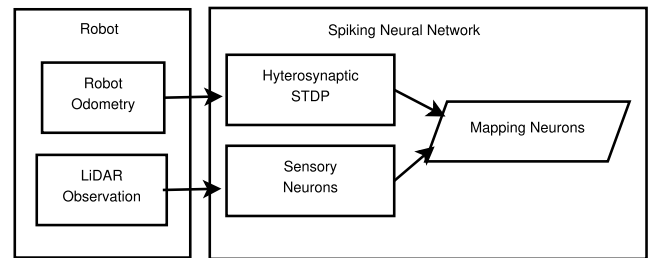 Robot
Robot
Odometry
LiDAR
Observation
Spiking Neural Network
Hyterosynaptic
STDP
Sensory
Neurons
Mapping Neurons